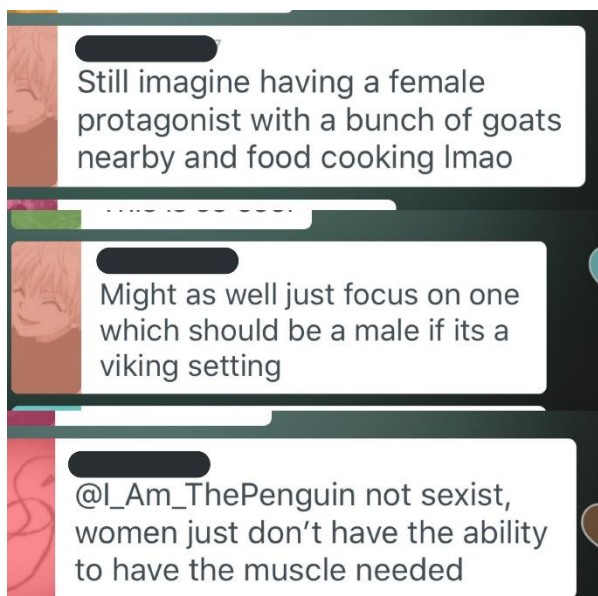 Still imagine having a female
protagonist with a bunch of goats
nearby and food cooking lmao
Might as well just focus on one
which should be a male if its a
viking setting
@I_Am_ThePenguin not sexist,
women just don’t have the ability
to have the muscle needed